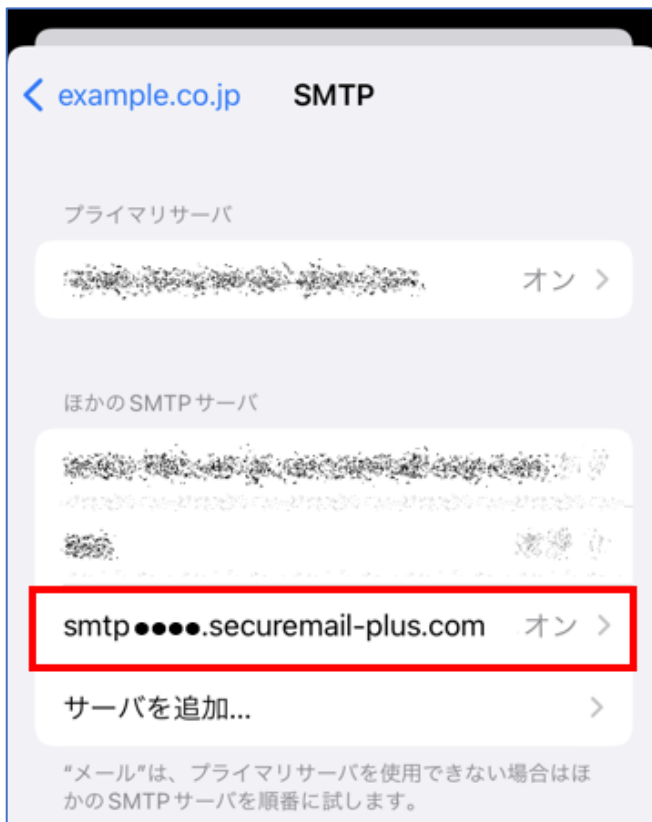 example.co.jp SMTP
プライマリサーバ
オン
ほかのSMTPサーバ
smtp●●●●.securemail-plus.com オン
サーバを追加...
“メール”は、プライマリサーバを使用できない場合はほ
かのSMTPサーバを順番に試します。